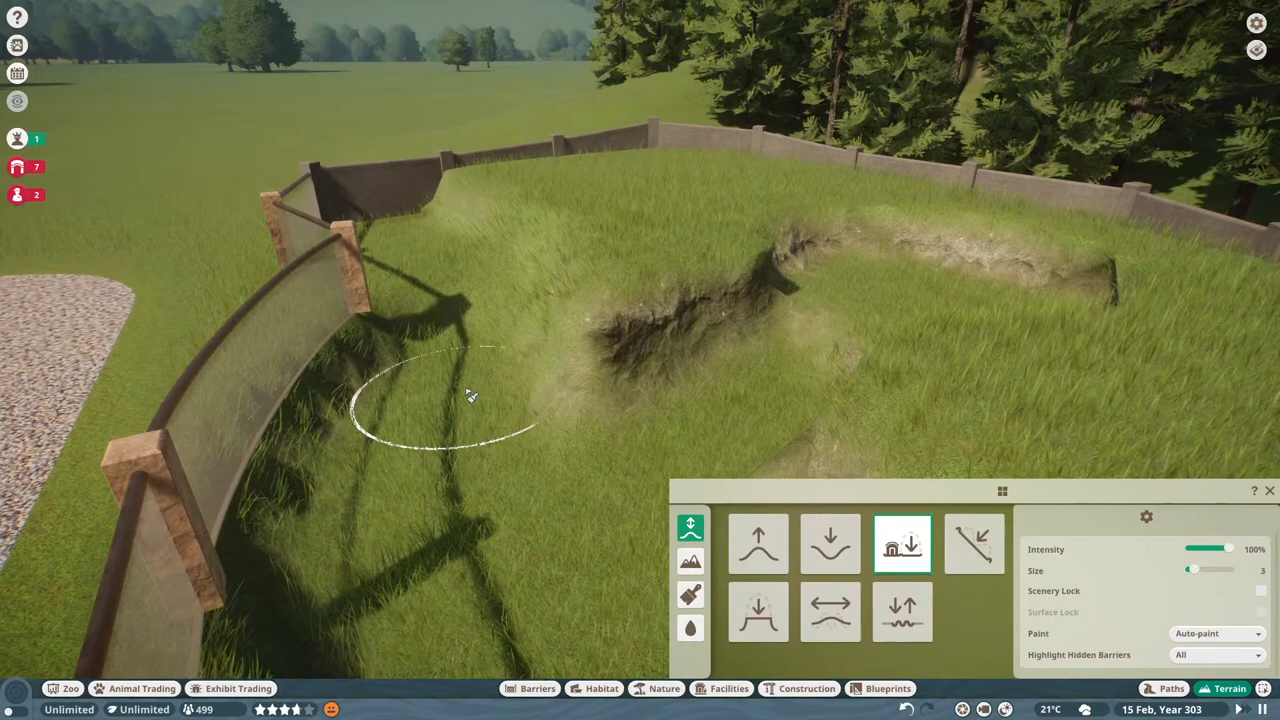 ?
1
7
2
?
Intensity 100%
Size 3
Scenery Lock
Surface Lock
Paint Auto-paint
Highlight Hidden Barriers All
Zoo Animal Trading Exhibit Trading Barriers Habitat Nature Facilities Construction Blueprints Paths Terrain
Unlimited Unlimited 499 21°C 15 Feb, Year 303